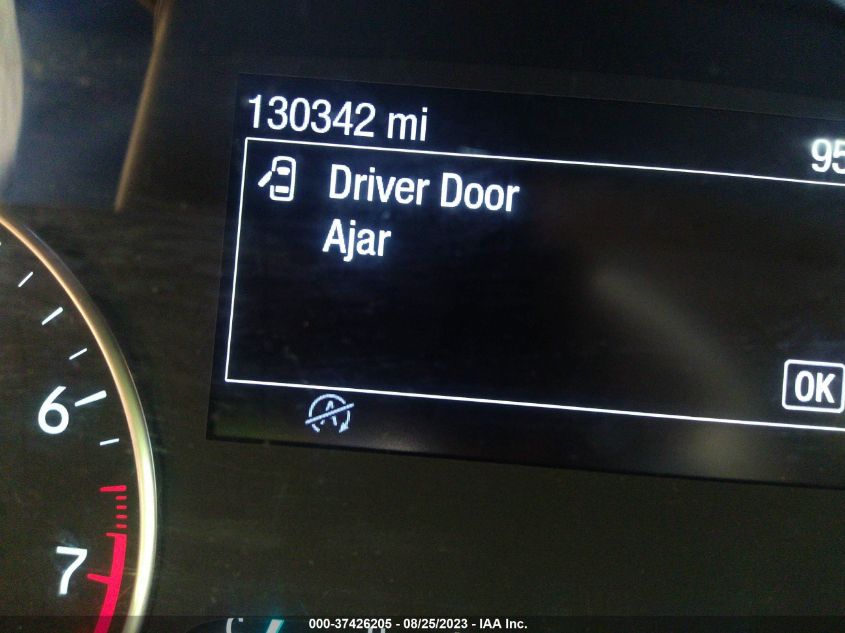 130342 mi
95
Driver Door
Ajar
OK
A
6
7
C
000-37426205 - 08/25/2023 - IAA Inc.